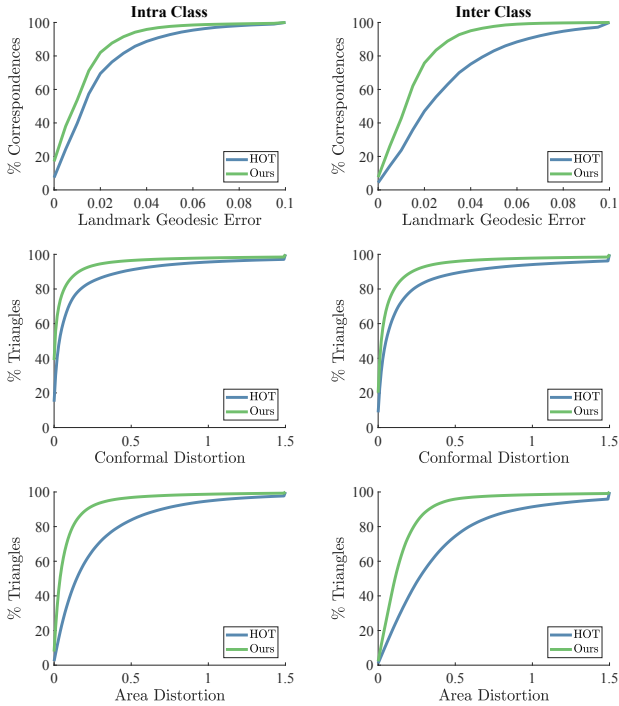 Intra Class
100
80
60
40
20
0
% Correspondences
HOT
Ours
0 0.02 0.04 0.06 0.08 0.1
Landmark Geodesic Error
Inter Class
100
80
60
40
20
0
% Correspondences
HOT
Ours
0 0.02 0.04 0.06 0.08 0.1
Landmark Geodesic Error
100
80
60
40
20
0
% Triangles
HOT
Ours
0 0.5 1 1.5
Conformal Distortion
100
80
60
40
20
0
% Triangles
HOT
Ours
0 0.5 1 1.5
Conformal Distortion
100
80
60
40
20
0
% Triangles
HOT
Ours
0 0.5 1 1.5
Area Distortion
100
80
60
40
20
0
% Triangles
HOT
Ours
0 0.5 1 1.5
Area Distortion